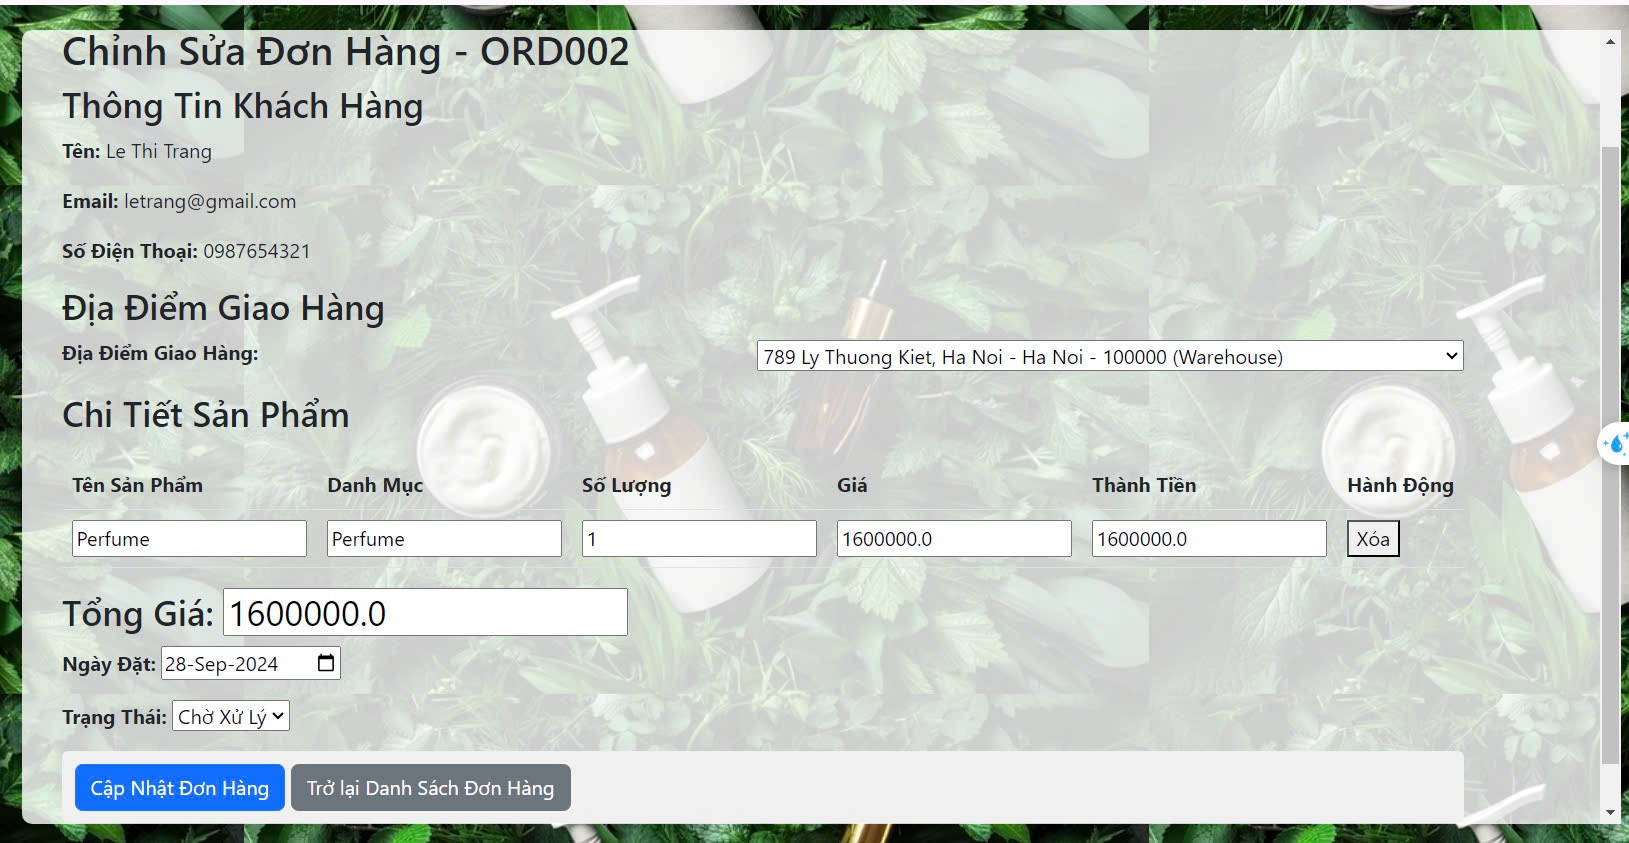 Chỉnh Sửa Đơn Hàng - ORD002
Thông Tin Khách Hàng
Tên: Le Thi Trang
Email: letrang@gmail.com
Số Điện Thoại: 0987654321
Địa Điểm Giao Hàng
Địa Điểm Giao Hàng: 789 Ly Thuong Kiet, Ha Noi - Ha Noi - 100000 (Warehouse)
Chi Tiết Sản Phẩm
Tên Sản Phẩm Danh Mục Số Lượng Giá Thành Tiền Hành Động
Perfume Perfume 1 1600000.0 1600000.0 Xóa
Tổng Giá: 1600000.0
Ngày Đặt: 28-Sep-2024
Trạng Thái: Chờ Xử Lý
Cập Nhật Đơn Hàng Trở lại Danh Sách Đơn Hàng